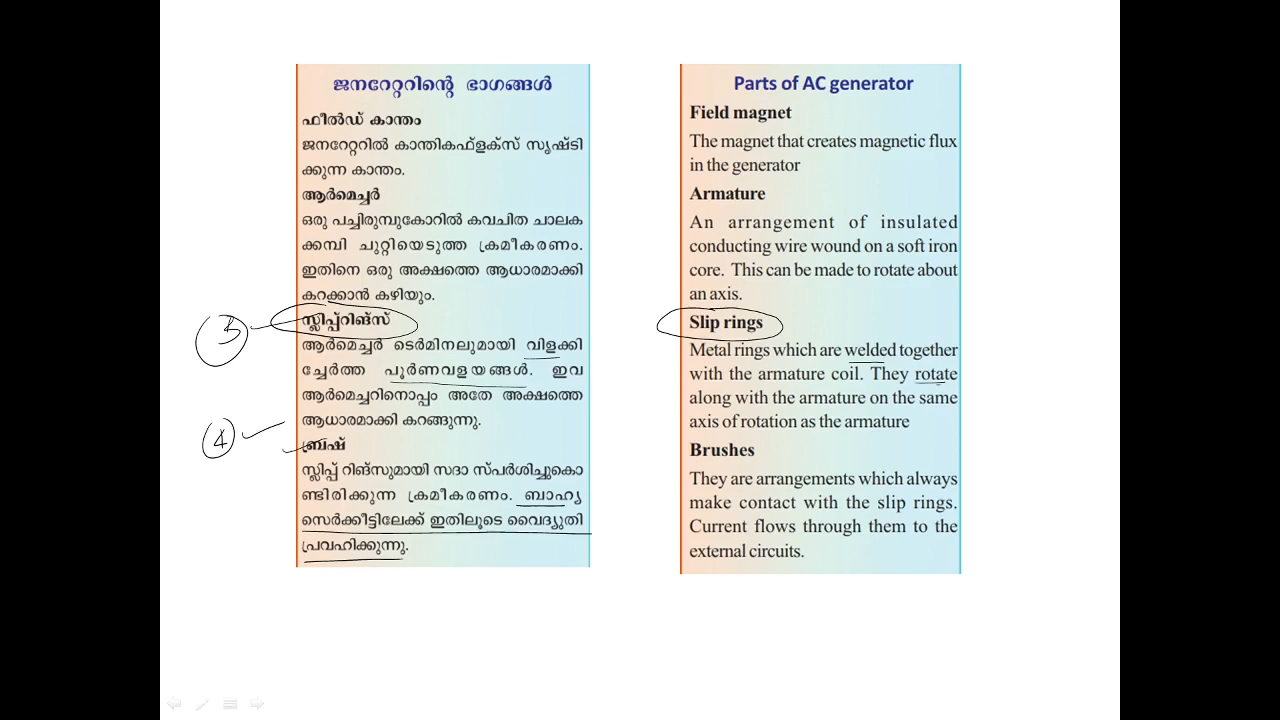 ജനറേറ്ററിന്റെ ഭാഗങ്ങൾ
ഫീൽഡ് കാന്തം
ജനറേറ്ററിൽ കാന്തികഫ്ളക്സ് സൃഷ്ടി
ക്കുന്ന കാന്തം.
ആർമെച്ചർ
ഒരു പച്ചിരുമ്പുകോറിൽ കവചിത ചാലക
ക്കമ്പി ചുറ്റിയെടുത്ത ക്രമീകരണം.
ഇതിനെ ഒരു അക്ഷത്തെ ആധാരമാക്കി
കറക്കാൻ കഴിയും.
3 സ്ലിപ്പ്റിങ്സ്
ആർമെച്ചർ ടെർമിനലുമായി വിളക്കി
ച്ചേർത്ത പൂർണവളയങ്ങൾ. ഇവ
ആർമെച്ചറിനൊപ്പം അതേ അക്ഷത്തെ
ആധാരമാക്കി കറങ്ങുന്നു.
4 ബ്രഷ്
സ്ലിപ്പ് റിങ്സുമായി സദാ സ്പർശിച്ചുകൊ
ണ്ടിരിക്കുന്ന ക്രമീകരണം. ബാഹ്യ
സെർക്കീട്ടിലേക്ക് ഇതിലൂടെ വൈദ്യുതി
പ്രവഹിക്കുന്നു.
Parts of AC generator
Field magnet
The magnet that creates magnetic flux
in the generator
Armature
An arrangement of insulated
conducting wire wound on a soft iron
core. This can be made to rotate about
an axis.
Slip rings
Metal rings which are welded together
with the armature coil. They rotate
along with the armature on the same
axis of rotation as the armature
Brushes
They are arrangements which always
make contact with the slip rings.
Current flows through them to the
external circuits.